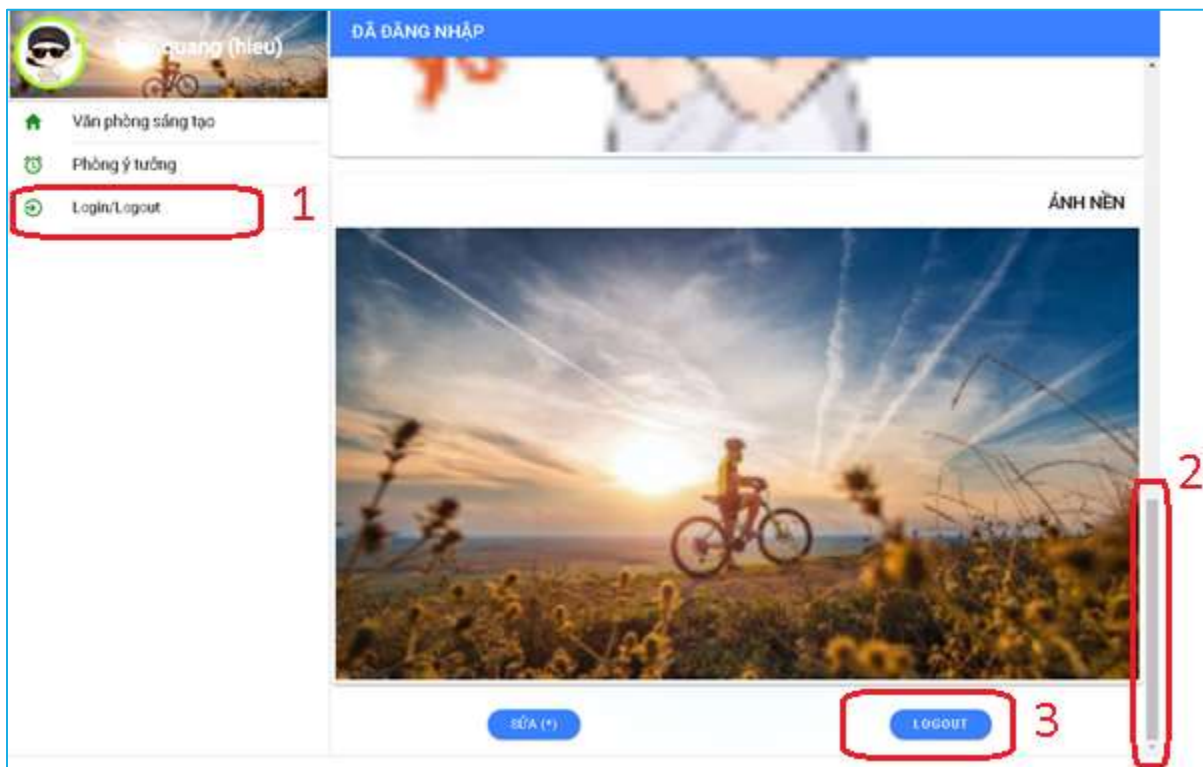 quang (hieu)
ĐÃ ĐĂNG NHẬP
Văn phòng sáng tạo
Phòng ý tưởng
Login/Logout
1
ẢNH NỀN
2
SỬA (*)
LOGOUT
3